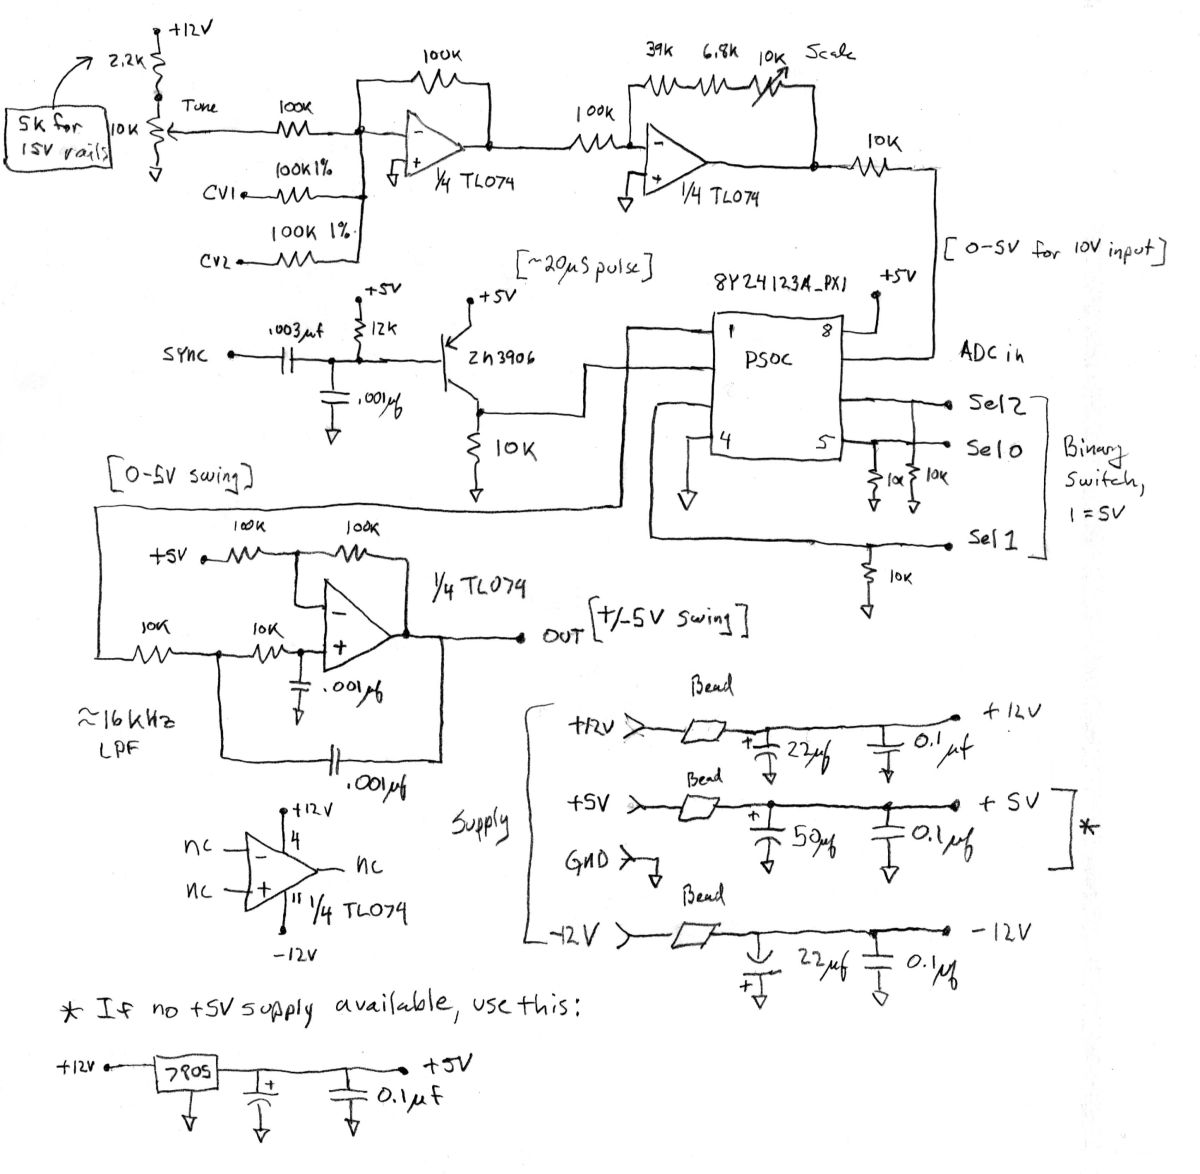 +12V
2.2K
5K for
15V rails
10K
Tune
100K
100K
100K 1%
CV1
100K 1%
CV2
-
+
1/4 TL074
100K
39K 6.8K 10K Scale
-
+
1/4 TL074
10K
[0-5V for 10V input]
[~20µS pulse]
8Y24123A_PXI
+5V
+5V
+5V
.003µf
12K
SYNC
2N3906
.001µf
10K
1
8
PSOC
4
5
ADC in
Sel2
Sel0
10K
10K
Binary
Switch,
1=5V
Sel1
10K
[0-5V swing]
100K
100K
+5V
-
+
1/4 TL074
OUT [+/-5V swing]
10K
10K
.001µf
≈16kHz
LPF
.001µf
+12V
4
nc
nc
-
+
nc
11
1/4 TL074
-12V
Supply
Bead
+12V
+
22µf
0.1µf
+12V
Bead
+5V
+
50µf
0.1µf
+5V
*
GND
Bead
-12V
+
22µf
0.1µf
-12V
* If no +5V supply available, use this:
+12V
7805
+
+5V
0.1µf